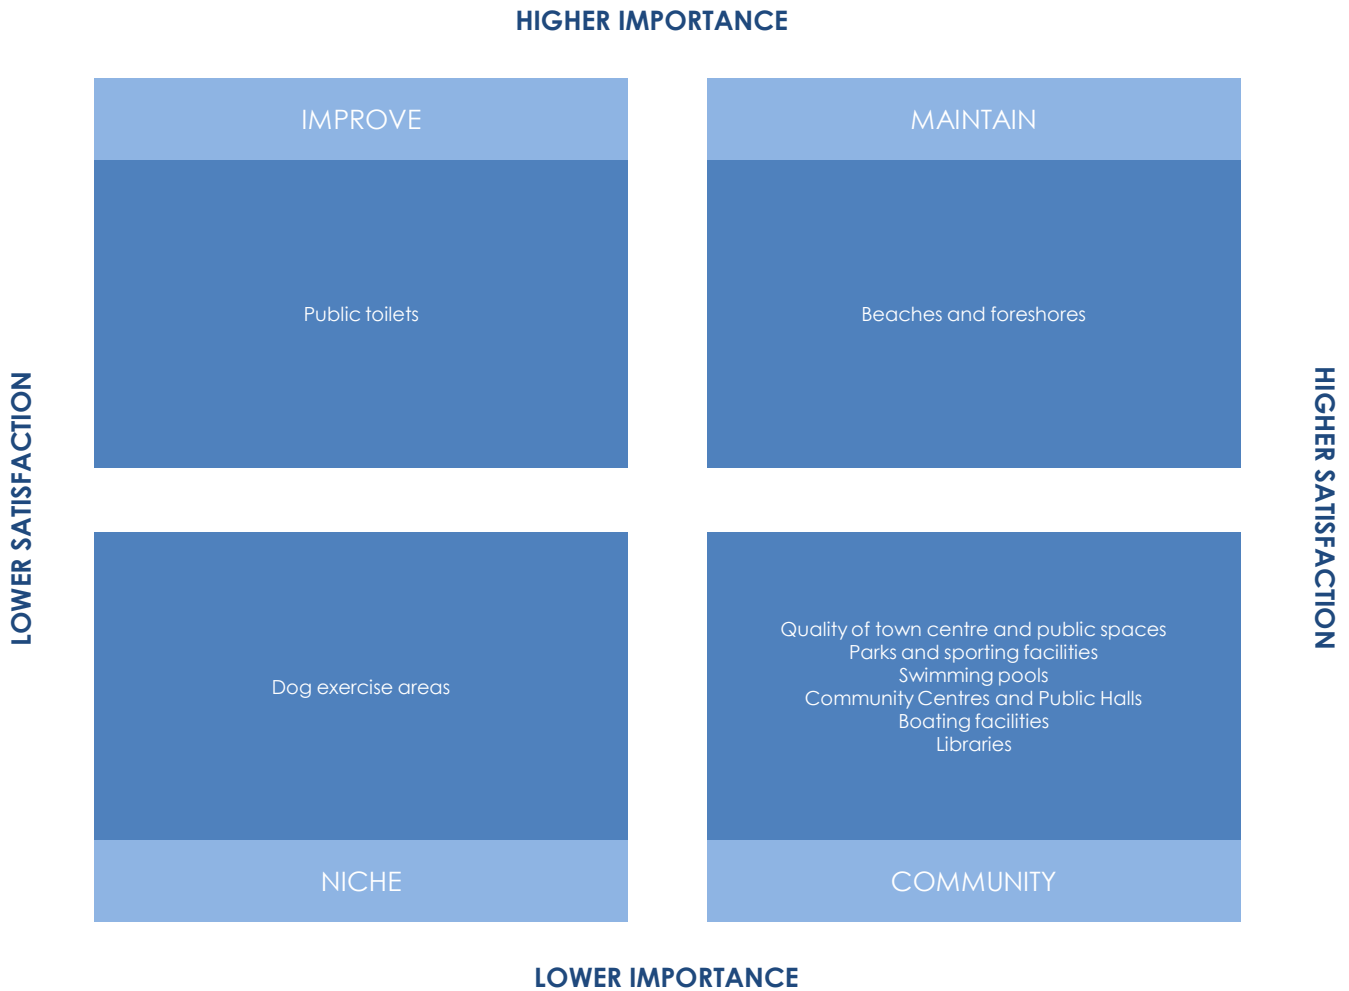 HIGHER IMPORTANCE
IMPROVE
MAINTAIN
Public toilets
Beaches and foreshores
LOWER SATISFACTION
HIGHER SATISFACTION
Dog exercise areas
Quality of town centre and public spaces
Parks and sporting facilities
Swimming pools
Community Centres and Public Halls
Boating facilities
Libraries
NICHE
COMMUNITY
LOWER IMPORTANCE